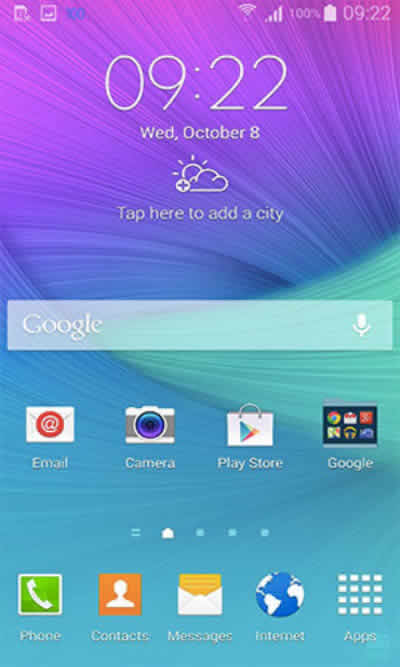 100% 09:22
09:22
Wed, October 8
Tap here to add a city
Google
Email Camera Play Store Google
Phone Contacts Messages Internet Apps